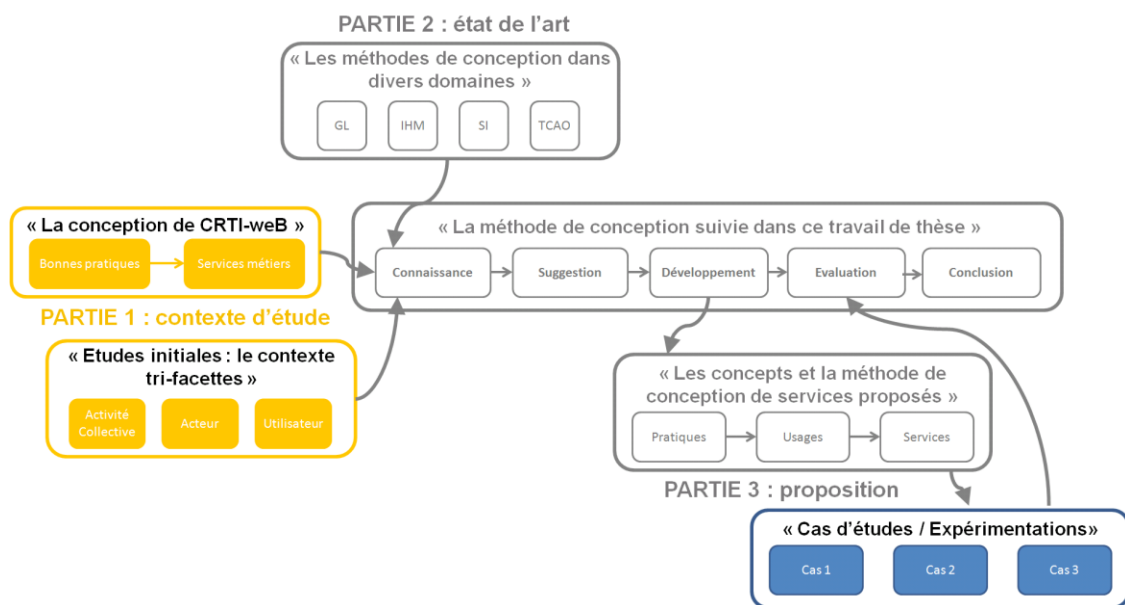 PARTIE 2 : état de l’art
« Les méthodes de conception dans
divers domaines »
GL
IHM
SI
TCAO
« La conception de CRTI-weB »
Bonnes pratiques
Services métiers
PARTIE 1 : contexte d’étude
« Etudes initiales : le contexte
tri-facettes »
Activité
Collective
Acteur
Utilisateur
« La méthode de conception suivie dans ce travail de thèse »
Connaissance
Suggestion
Développement
Evaluation
Conclusion
« Les concepts et la méthode de
conception de services proposés »
Pratiques
Usages
Services
PARTIE 3 : proposition
« Cas d’études / Expérimentations»
Cas 1
Cas 2
Cas 3